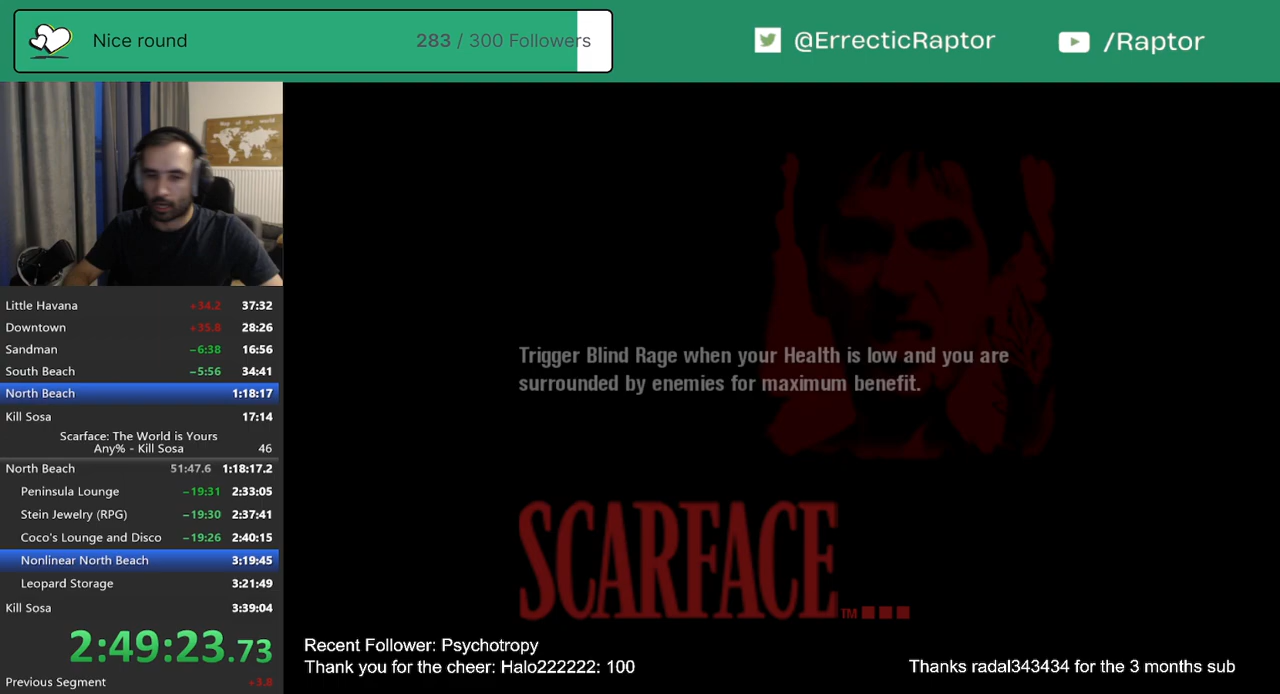 Nice round
283 / 300 Followers
@ErrecticRaptor
/Raptor
Little Havana +34.2 37:32
Downtown +35.8 28:26
Sandman −6:38 16:56
South Beach −5:56 34:41
North Beach 1:18:17
Kill Sosa 17:14
Scarface: The World is Yours
Any% - Kill Sosa 46
North Beach 51:47.6 1:18:17.2
Peninsula Lounge −19:31 2:33:05
Stein Jewelry (RPG) −19:30 2:37:41
Coco's Lounge and Disco −19:26 2:40:15
Nonlinear North Beach 3:19:45
Leopard Storage 3:21:49
Kill Sosa 3:39:04
2:49:23.73
Previous Segment +3.8
Trigger Blind Rage when your Health is low and you are
surrounded by enemies for maximum benefit.
SCARFACE™...
Recent Follower: Psychotropy
Thank you for the cheer: Halo222222: 100
Thanks radal343434 for the 3 months sub